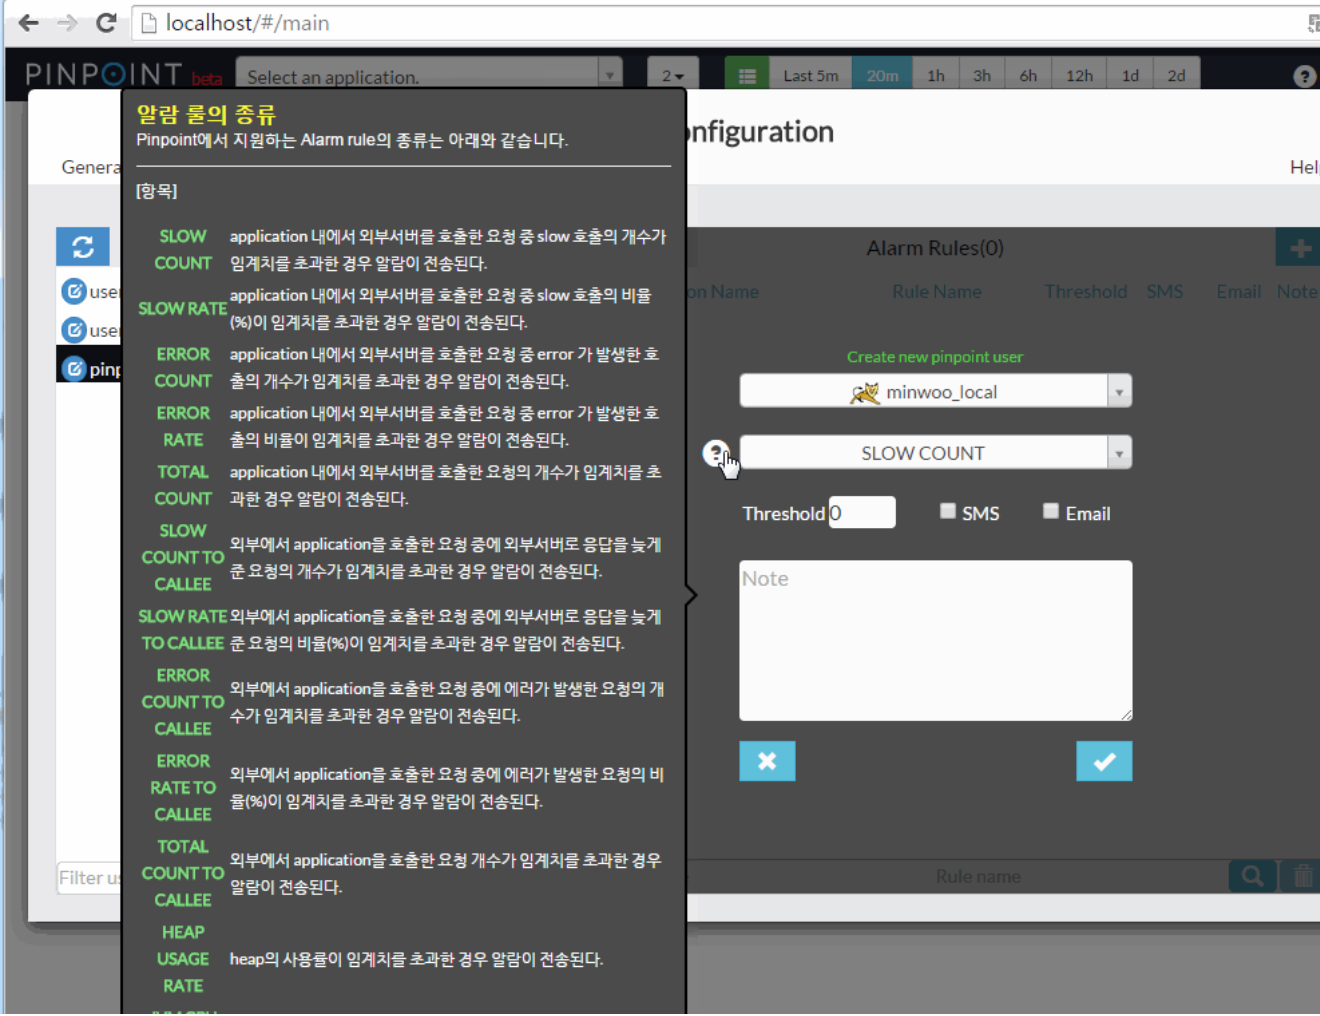 localhost/#/main
PINPOINT beta
Select an application.
2
Last 5m 20m 1h 3h 6h 12h 1d 2d
?
onfiguration
Genera
Help
알람 룰의 종류
Pinpoint에서 지원하는 Alarm rule의 종류는 아래와 같습니다.
[항목]
SLOW COUNT
application 내에서 외부서버를 호출한 요청 중 slow 호출의 개수가
임계치를 초과한 경우 알람이 전송된다.
SLOW RATE
application 내에서 외부서버를 호출한 요청 중 slow 호출의 비율
(%)이 임계치를 초과한 경우 알람이 전송된다.
ERROR COUNT
application 내에서 외부서버를 호출한 요청 중 error 가 발생한 호
출의 개수가 임계치를 초과한 경우 알람이 전송된다.
ERROR RATE
application 내에서 외부서버를 호출한 요청 중 error 가 발생한 호
출의 비율이 임계치를 초과한 경우 알람이 전송된다.
TOTAL COUNT
application 내에서 외부서버를 호출한 요청의 개수가 임계치를 초
과한 경우 알람이 전송된다.
SLOW COUNT TO CALLEE
외부에서 application을 호출한 요청 중에 외부서버로 응답을 늦게
준 요청의 개수가 임계치를 초과한 경우 알람이 전송된다.
SLOW RATE TO CALLEE
외부에서 application을 호출한 요청 중에 외부서버로 응답을 늦게
준 요청의 비율(%)이 임계치를 초과한 경우 알람이 전송된다.
ERROR COUNT TO CALLEE
외부에서 application을 호출한 요청 중에 에러가 발생한 요청의 개
수가 임계치를 초과한 경우 알람이 전송된다.
ERROR RATE TO CALLEE
외부에서 application을 호출한 요청 중에 에러가 발생한 요청의 비
율(%)이 임계치를 초과한 경우 알람이 전송된다.
TOTAL COUNT TO CALLEE
외부에서 application을 호출한 요청 개수가 임계치를 초과한 경우
알람이 전송된다.
HEAP USAGE RATE
heap의 사용률이 임계치를 초과한 경우 알람이 전송된다.
user
user
pinp
Filter us
Alarm Rules(0)
on Name Rule Name Threshold SMS Email Note
Create new pinpoint user
minwoo_local
?
SLOW COUNT
Threshold 0 SMS Email
Note
Rule name